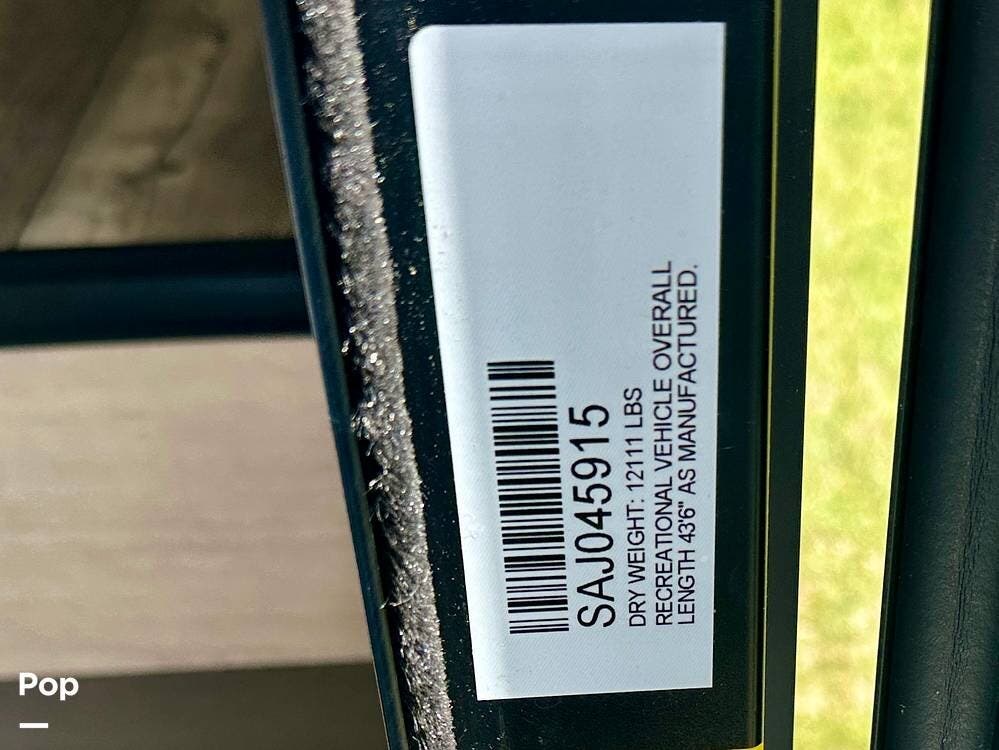 SAJ045915
DRY WEIGHT: 12111 LBS
RECREATIONAL VEHICLE OVERALL
LENGTH 43'6" AS MANUFACTURED.
Pop